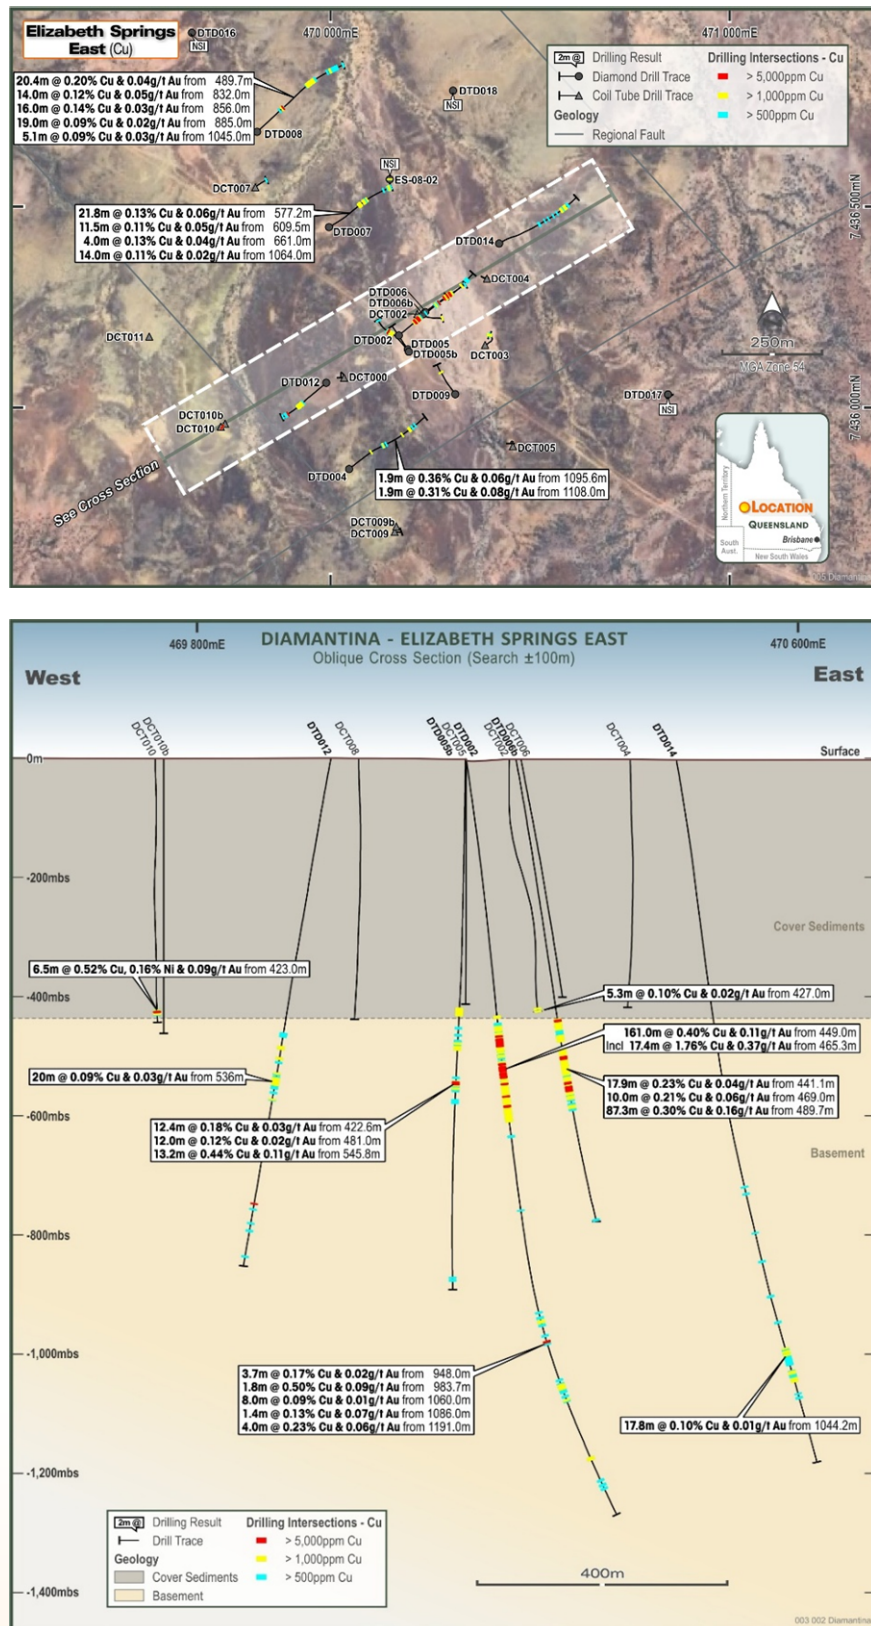 Elizabeth Springs
East (Cu)
DTD016
NSI
470 000mE
471 000mE
2m @ Drilling Result
Diamond Drill Trace
Coil Tube Drill Trace
Geology
Regional Fault
Drilling Intersections - Cu
> 5,000ppm Cu
> 1,000ppm Cu
> 500ppm Cu
20.4m @ 0.20% Cu & 0.04g/t Au from 489.7m
14.0m @ 0.12% Cu & 0.05g/t Au from 832.0m
16.0m @ 0.14% Cu & 0.03g/t Au from 856.0m
19.0m @ 0.09% Cu & 0.02g/t Au from 885.0m
5.1m @ 0.09% Cu & 0.03g/t Au from 1045.0m
DTD008
DTD018
NSI
NSI
ES-08-02
DCT007
21.8m @ 0.13% Cu & 0.06g/t Au from 577.2m
11.5m @ 0.11% Cu & 0.05g/t Au from 609.5m
4.0m @ 0.13% Cu & 0.04g/t Au from 661.0m
14.0m @ 0.11% Cu & 0.02g/t Au from 1064.0m
DTD007
DTD014
7 436 500mN
DCT004
DTD006
DTD006b
DCT002
DTD002
DTD005
DTD005b
DCT003
DCT011
250m
MGA Zone 54
DCT000
DTD012
DTD009
DTD017
NSI
7 436 000mN
DCT010b
DCT010
DCT005
DTD004
See Cross Section
1.9m @ 0.36% Cu & 0.06g/t Au from 1095.6m
1.9m @ 0.31% Cu & 0.08g/t Au from 1108.0m
DCT009b
DCT009
Northern Territory
LOCATION
QUEENSLAND
Brisbane
South
Aust.
New South Wales
005 Diamantina
469 800mE
DIAMANTINA - ELIZABETH SPRINGS EAST
470 600mE
Oblique Cross Section (Search ±100m)
West
East
DCT010
DCT010b
DTD012
DCT008
DTD005b
DCT005
DTD002
DCT002
DTD006b
DCT006
DCT004
DTD014
0m
Surface
-200mbs
Cover Sediments
6.5m @ 0.52% Cu, 0.16% Ni & 0.09g/t Au from 423.0m
-400mbs
5.3m @ 0.10% Cu & 0.02g/t Au from 427.0m
161.0m @ 0.40% Cu & 0.11g/t Au from 449.0m
Incl 17.4m @ 1.76% Cu & 0.37g/t Au from 465.3m
20m @ 0.09% Cu & 0.03g/t Au from 536m
17.9m @ 0.23% Cu & 0.04g/t Au from 441.1m
10.0m @ 0.21% Cu & 0.06g/t Au from 469.0m
87.3m @ 0.30% Cu & 0.16g/t Au from 489.7m
-600mbs
12.4m @ 0.18% Cu & 0.03g/t Au from 422.6m
12.0m @ 0.12% Cu & 0.02g/t Au from 481.0m
13.2m @ 0.44% Cu & 0.11g/t Au from 545.8m
Basement
-800mbs
-1,000mbs
3.7m @ 0.17% Cu & 0.02g/t Au from 948.0m
1.8m @ 0.50% Cu & 0.09g/t Au from 983.7m
8.0m @ 0.09% Cu & 0.01g/t Au from 1060.0m
1.4m @ 0.13% Cu & 0.07g/t Au from 1086.0m
4.0m @ 0.23% Cu & 0.06g/t Au from 1191.0m
17.8m @ 0.10% Cu & 0.01g/t Au from 1044.2m
-1,200mbs
2m @ Drilling Result
Drill Trace
Geology
Cover Sediments
Basement
Drilling Intersections - Cu
> 5,000ppm Cu
> 1,000ppm Cu
> 500ppm Cu
400m
-1,400mbs
003 002 Diamantina